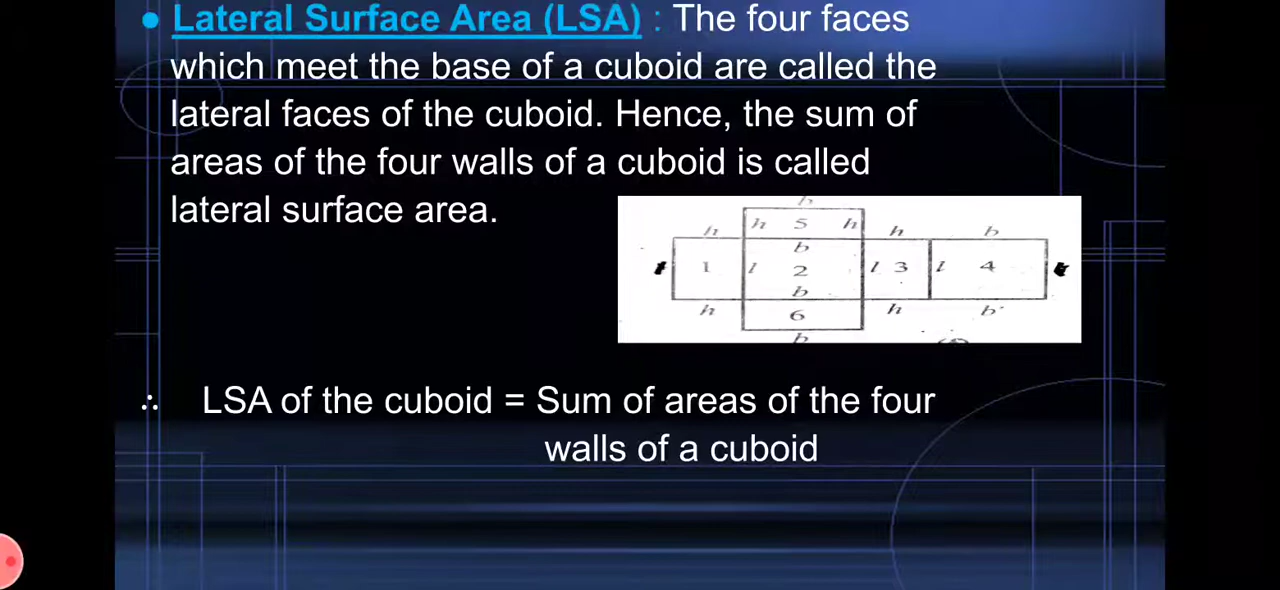 • Lateral Surface Area (LSA) : The four faces
which meet the base of a cuboid are called the
lateral faces of the cuboid. Hence, the sum of
areas of the four walls of a cuboid is called
lateral surface area.
b
h 5 h
h h b
b
1 l 2 l 3 l 4
b
h 6 h b
b
∴ LSA of the cuboid = Sum of areas of the four
walls of a cuboid